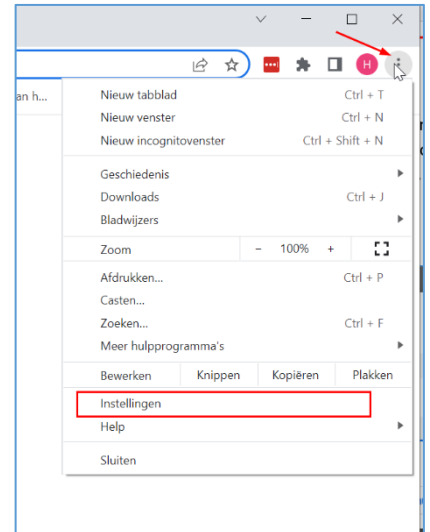 H
an h...
Nieuw tabblad Ctrl + T
Nieuw venster Ctrl + N
Nieuw incognitovenster Ctrl + Shift + N
Geschiedenis
Downloads Ctrl + J
Bladwijzers
Zoom - 100% +
Afdrukken... Ctrl + P
Casten...
Zoeken... Ctrl + F
Meer hulpprogramma's
Bewerken Knippen Kopiëren Plakken
Instellingen
Help
Sluiten